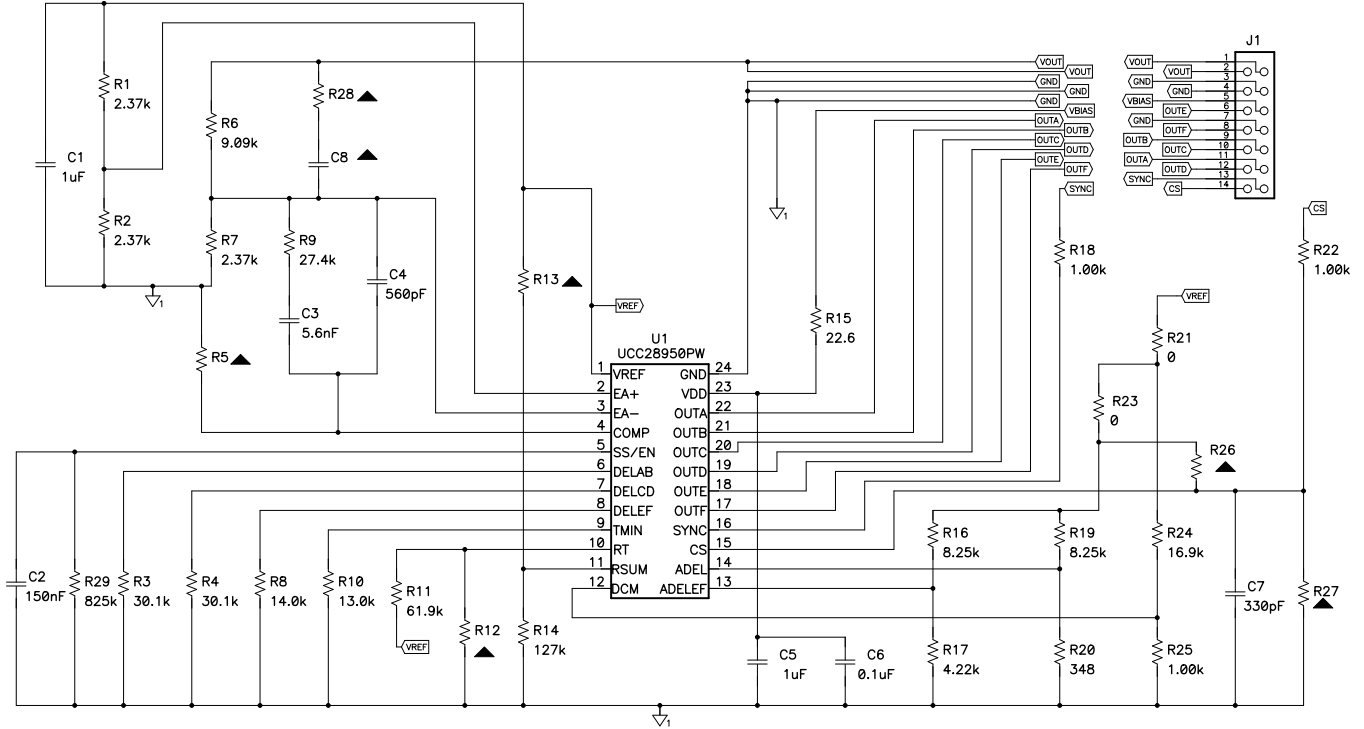 J1
VOUT
VOUT
GND
GND
GND
VBIAS
OUTA
OUTB
OUTC
OUTD
OUTE
OUTF
SYNC
VOUT 1
VOUT 2
GND 3
GND 4
VBIAS 5
OUTE 6
GND 7
OUTF 8
OUTB 9
OUTC 10
OUTA 11
OUTD 12
SYNC 13
CS 14
CS
R1
2.37k
R28
R6
9.09k
C1
1uF
C8
R2
2.37k
R7
2.37k
R9
27.4k
C4
560pF
R13
R18
1.00k
R22
1.00k
1
1
C3
5.6nF
VREF
VREF
R5
R15
22.6
R21
0
R23
0
R26
U1
UCC28950PW
1 VREF
2 EA+
3 EA−
4 COMP
5 SS/EN
6 DELAB
7 DELCD
8 DELEF
9 TMIN
10 RT
11 RSUM
12 DCM
GND 24
VDD 23
OUTA 22
OUTB 21
OUTC 20
OUTD 19
OUTE 18
OUTF 17
SYNC 16
CS 15
ADEL 14
ADELEF 13
R16
8.25k
R19
8.25k
R24
16.9k
C2
150nF
R29
825k
R3
30.1k
R4
30.1k
R8
14.0k
R10
13.0k
R11
61.9k
VREF
R12
R14
127k
C5
1uF
C6
0.1uF
R17
4.22k
R20
348
R25
1.00k
C7
330pF
R27
1